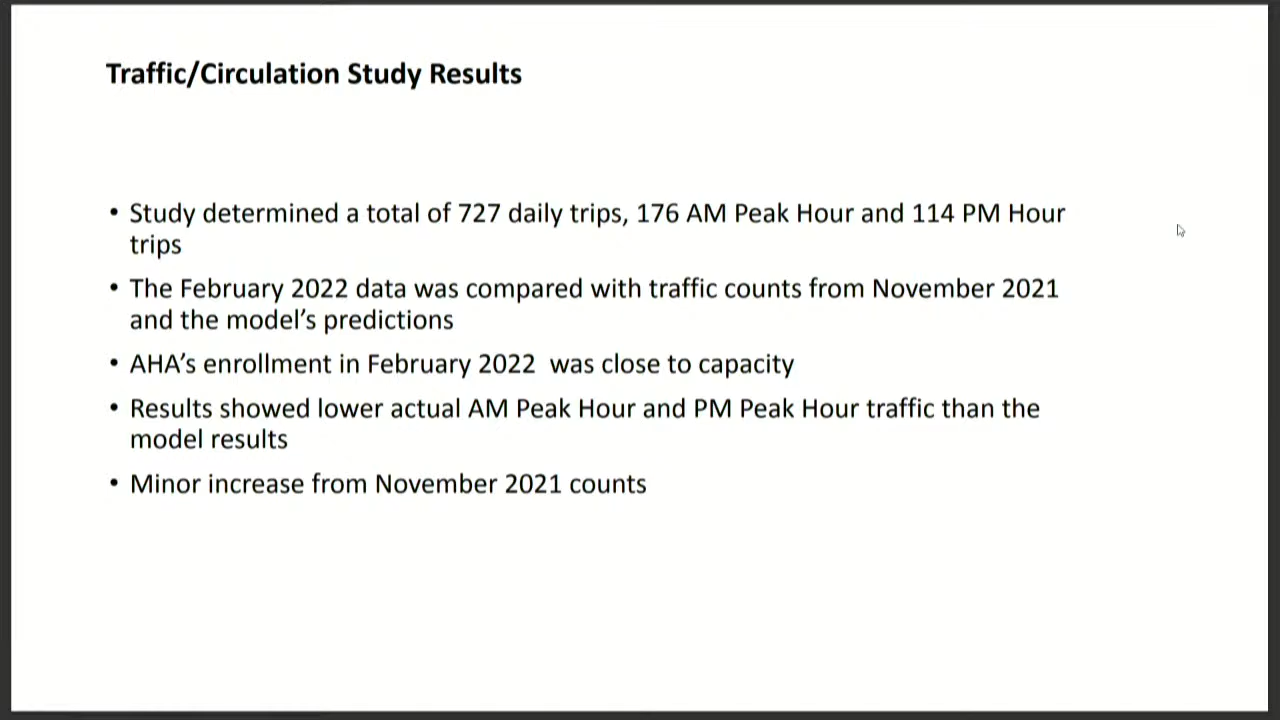 Traffic/Circulation Study Results
• Study determined a total of 727 daily trips, 176 AM Peak Hour and 114 PM Hour
trips
• The February 2022 data was compared with traffic counts from November 2021
and the model’s predictions
• AHA’s enrollment in February 2022  was close to capacity
• Results showed lower actual AM Peak Hour and PM Peak Hour traffic than the
model results
• Minor increase from November 2021 counts